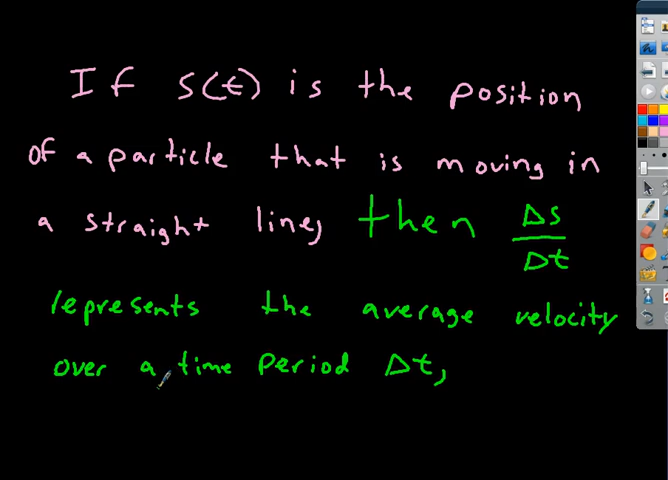 If s(t) is the position
of a particle that is moving in
a straight line, then Δs/Δt
represents the average velocity
over a time period Δt,